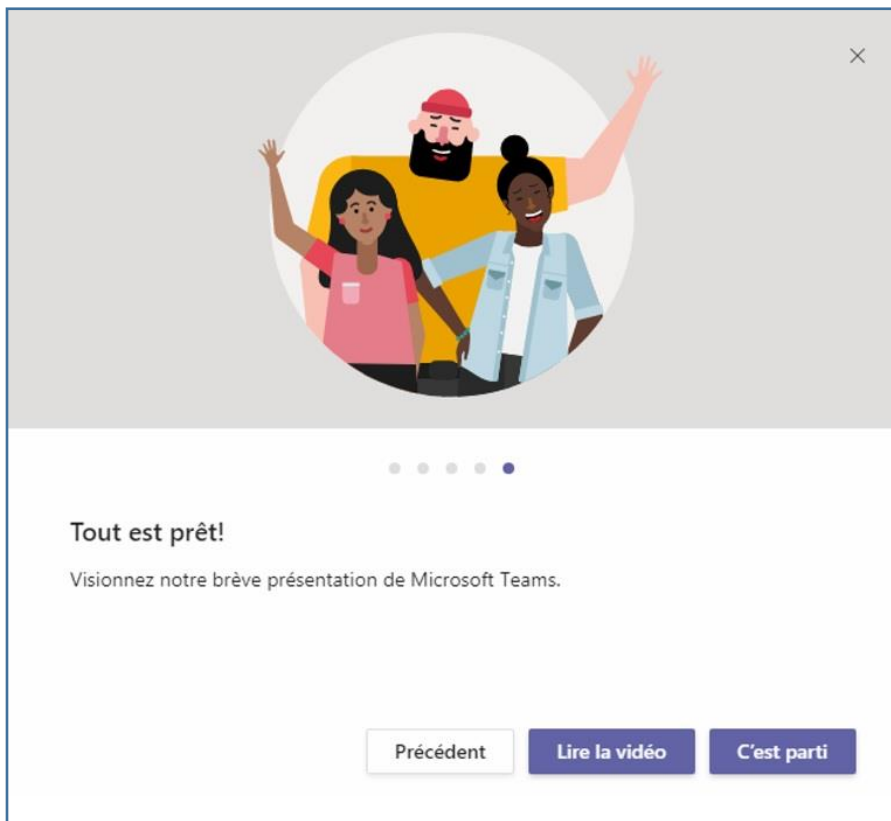 Tout est prêt!
Visionnez notre brève présentation de Microsoft Teams.
Précédent
Lire la vidéo
C'est parti